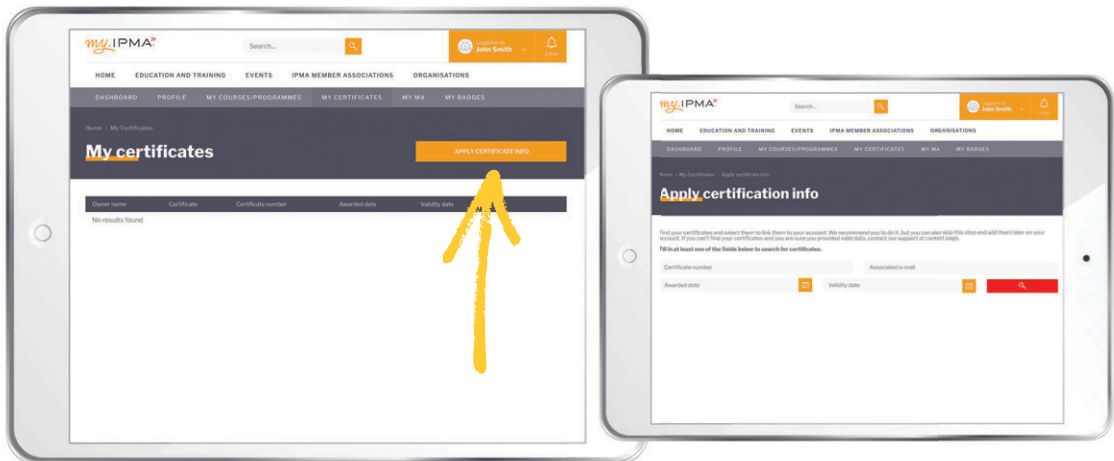 my.IPMA
Search...
Logged in as
John Smith
HOME EDUCATION AND TRAINING EVENTS IPMA MEMBER ASSOCIATIONS ORGANISATIONS
DASHBOARD PROFILE MY COURSES/PROGRAMMES MY CERTIFICATES MY MA MY BADGES
Home My Certificates
My certificates
APPLY CERTIFICATE INFO
Owner name Certificate Certificate number Awarded date Validity date
No results found
my.IPMA
Search...
Logged in as
John Smith
HOME EDUCATION AND TRAINING EVENTS IPMA MEMBER ASSOCIATIONS ORGANISATIONS
DASHBOARD PROFILE MY COURSES/PROGRAMMES MY CERTIFICATES MY MA MY BADGES
Home My Certificates Apply certificate info
Apply certification info
Find your certificates and select them to link them to your account. We recommend you to do it, but you can also skip this step and add them later on your
account. If you can't find your certificates and you are sure you provided valid data, contact our support at contact page.
Fill in at least one of the fields below to search for certificates.
Certificate number Associated e-mail
Awarded date Validity date